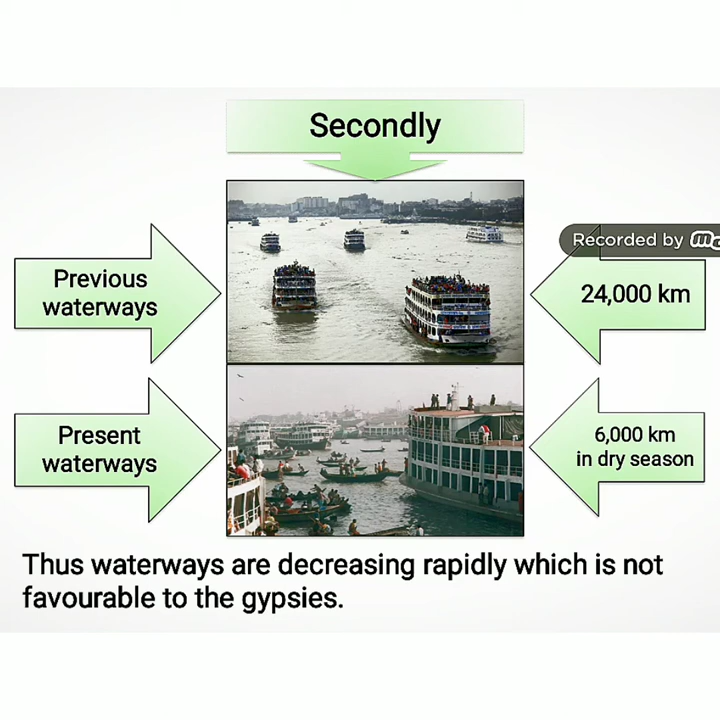 Secondly
Recorded by
Previous
waterways
24,000 km
Present
waterways
6,000 km
in dry season
Thus waterways are decreasing rapidly which is not
favourable to the gypsies.